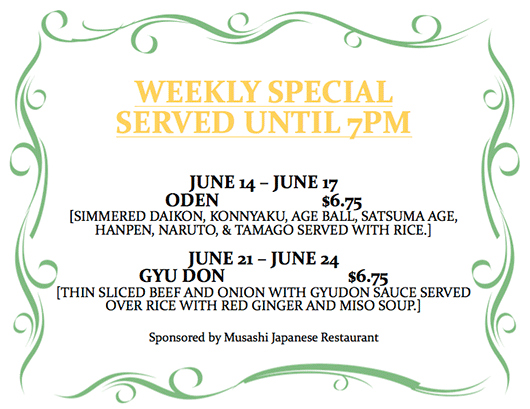 WEEKLY SPECIAL
SERVED UNTIL 7PM
JUNE 14 – JUNE 17
ODEN $6.75
[SIMMERED DAIKON, KONNYAKU, AGE BALL, SATSUMA AGE,
HANPEN, NARUTO, & TAMAGO SERVED WITH RICE.]
JUNE 21 – JUNE 24
GYU DON $6.75
[THIN SLICED BEEF AND ONION WITH GYUDON SAUCE SERVED
OVER RICE WITH RED GINGER AND MISO SOUP.]
Sponsored by Musashi Japanese Restaurant